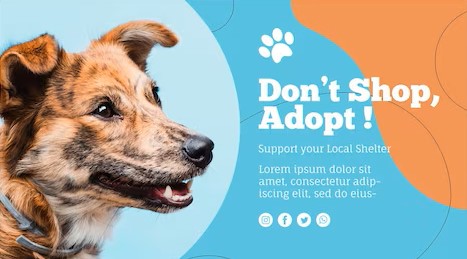 Don't Shop,
Adopt !
Support your Local Shelter
Lorem ipsum dolor sit
amet, consectetur adip-
iscing elit, sed do eius-